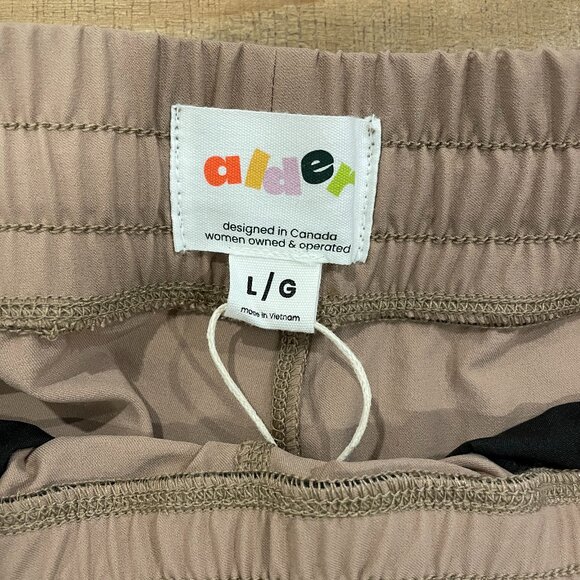 alder
designed in Canada
women owned & operated
L/G
made in Vietnam